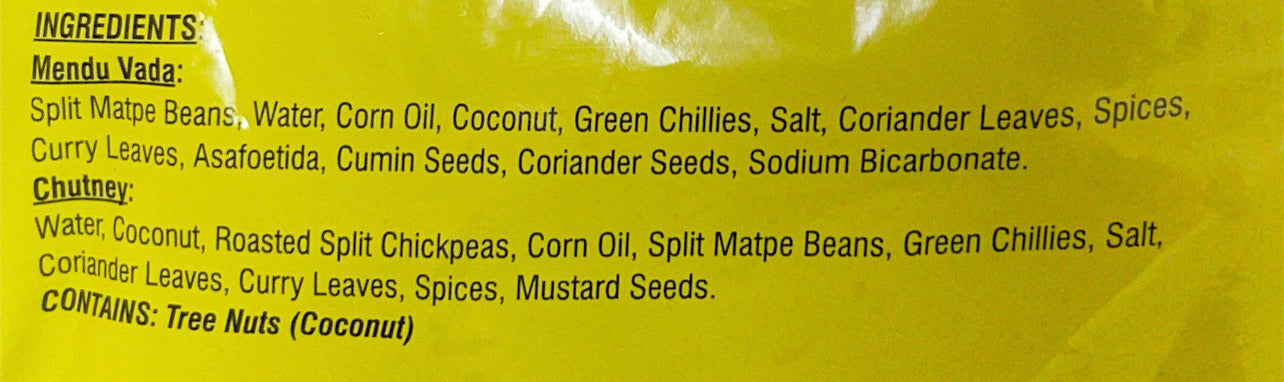 INGREDIENTS:
Mendu Vada:
Split Matpe Beans, Water, Corn Oil, Coconut, Green Chillies, Salt, Coriander Leaves, Spices,
Curry Leaves, Asafoetida, Cumin Seeds, Coriander Seeds, Sodium Bicarbonate.
Chutney:
Water, Coconut, Roasted Split Chickpeas, Corn Oil, Split Matpe Beans, Green Chillies, Salt,
Coriander Leaves, Curry Leaves, Spices, Mustard Seeds.
CONTAINS: Tree Nuts (Coconut)